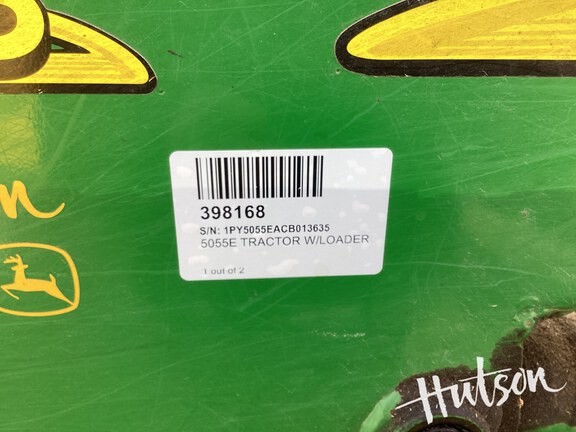 398168
S/N: 1PY5055EACB013635
5055E TRACTOR W/LOADER
1 out of 2
n
Hutson